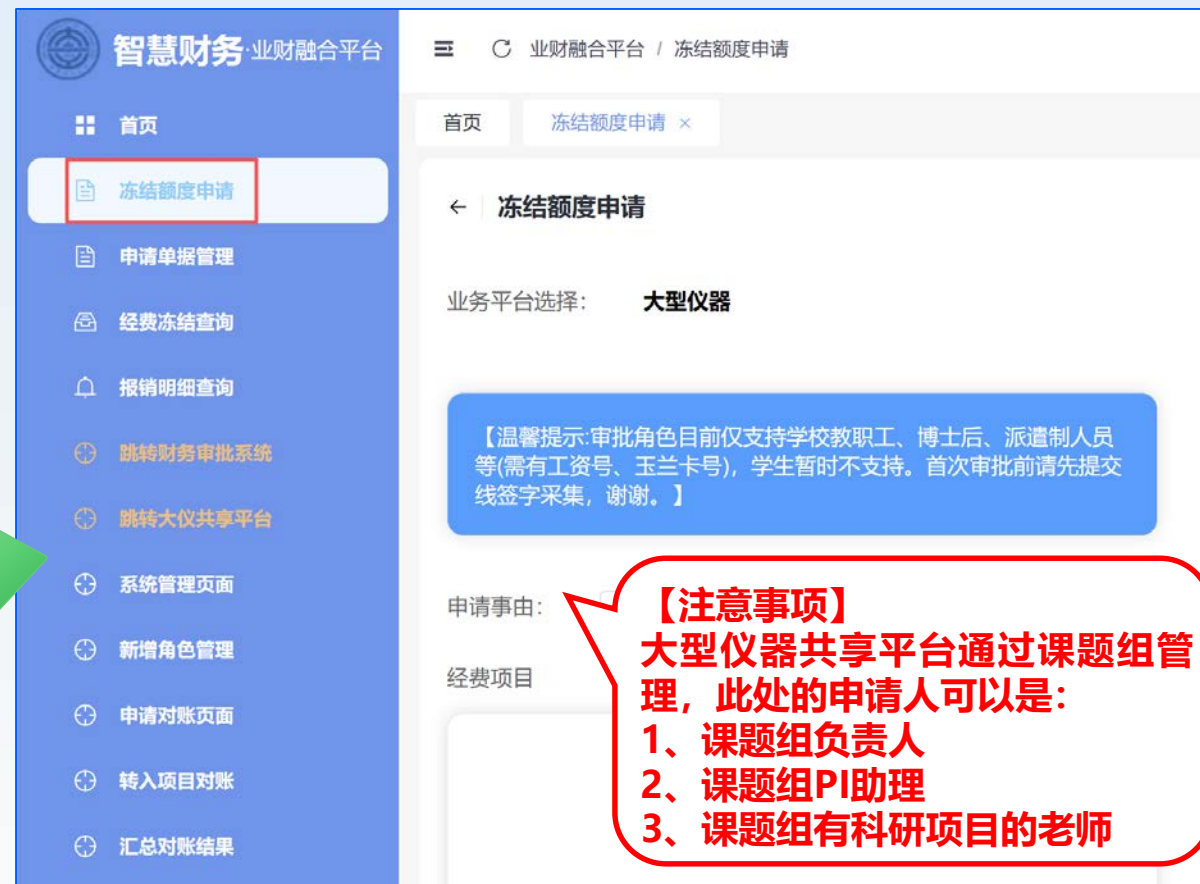 智慧财务·业财融合平台
首页
冻结额度申请
申请单据管理
经费冻结查询
报销明细查询
跳转财务审批系统
跳转大仪共享平台
系统管理页面
新增角色管理
申请对账页面
转入项目对账
汇总对账结果
业财融合平台 / 冻结额度申请
首页 冻结额度申请 ×
冻结额度申请
业务平台选择: 大型仪器
【温馨提示:审批角色目前仅支持学校教职工、博士后、派遣制人员
等(需有工资号、玉兰卡号)，学生暂时不支持。首次审批前请先提交
线签字采集，谢谢。】
申请事由:
经费项目
【注意事项】
大型仪器共享平台通过课题组管
理，此处的申请人可以是：
1、课题组负责人
2、课题组PI助理
3、课题组有科研项目的老师